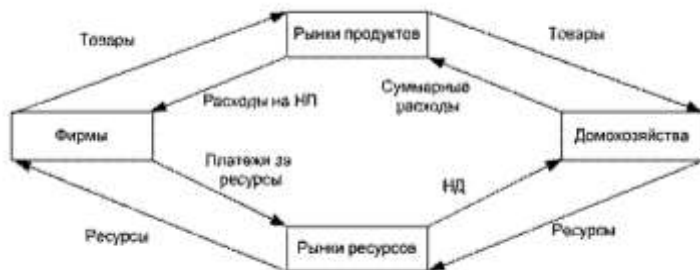 Товары
Рынки продуктов
Товары
Расходы на НП
Суммарные
расходы
Фирмы
Домохозяйства
Платежи за
ресурсы
НД
Ресурсы
Рынки ресурсов
Ресурсы